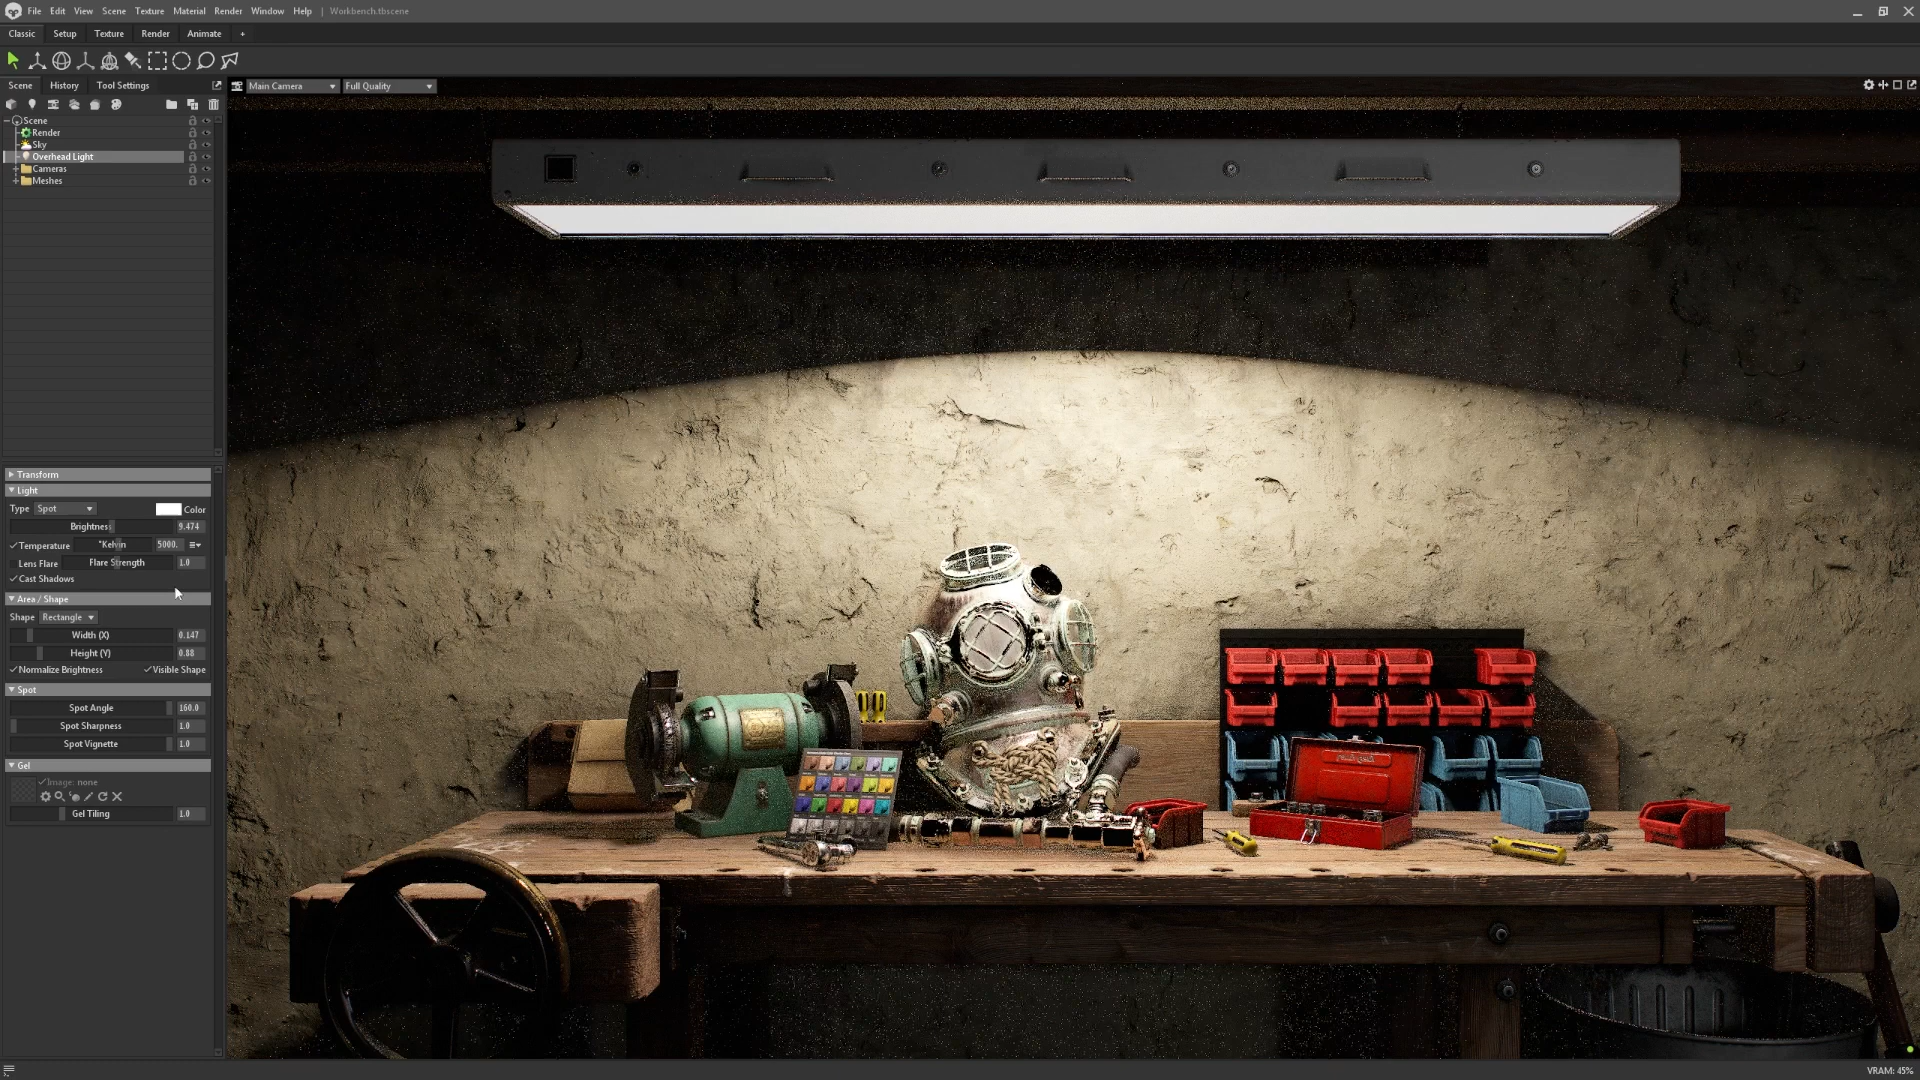 File Edit View Scene Texture Material Render Window Help | Workbench.tbscene
Classic Setup Texture Render Animate +
Scene History Tool Settings
Main Camera Full Quality
Scene
Render
Sky
Overhead Light
Cameras
Meshes
Transform
Light
Type Spot Color
Brightness 9.474
Temperature °Kelvin 5000.
Lens Flare Flare Strength 1.0
Cast Shadows
Area / Shape
Shape Rectangle
Width (X) 0.147
Height (Y) 0.88
Normalize Brightness Visible Shape
Spot
Spot Angle 160.0
Spot Sharpness 1.0
Spot Vignette 1.0
Gel
Image: none
Gel Tiling 1.0
VRAM: 45%